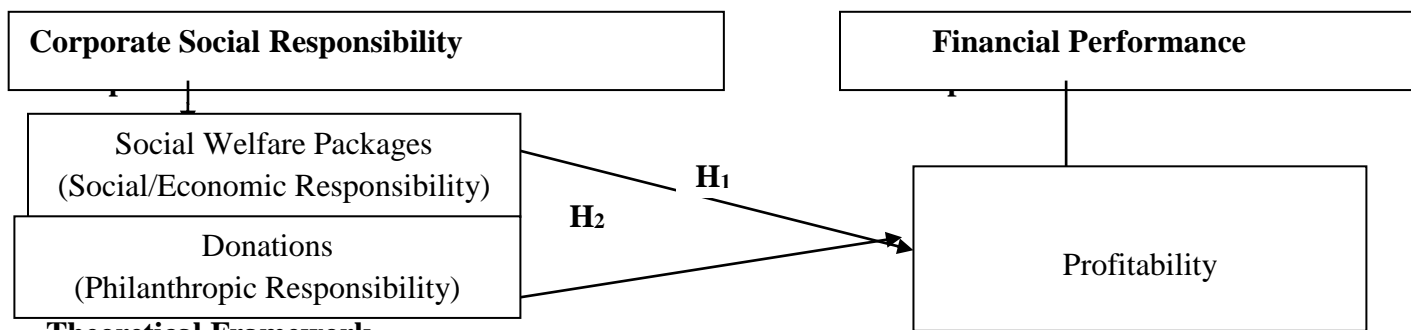 Corporate Social Responsibility
Financial Performance
Social Welfare Packages
(Social/Economic Responsibility)
H1
H2
Donations
(Philanthropic Responsibility)
Profitability
Theoretical Framework